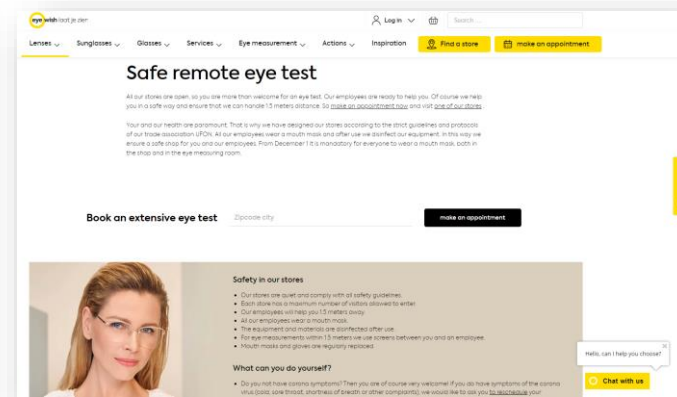 eye wish laat je zien
Log in
Search ...
Lenses Sunglasses Glasses Services Eye measurement Actions Inspiration Find a store make an appointment
Safe remote eye test
All our stores are open, so you are more than welcome for an eye test. Our employees are ready to help you. Of course we help
you in a safe way and ensure that we can handle 1.5 meters distance. So make an appointment now and visit one of our stores.
Your and our health are paramount. That is why we have designed our stores according to the strict guidelines and protocols
of our trade association UFON. All our employees wear a mouth mask and after use we disinfect our equipment. In this way we
ensure a safe shop for you and our employees. From December 1 it is mandatory for everyone to wear a mouth mask, both in
the shop and in the eye measuring room.
Book an extensive eye test Zipcode city make an appointment
Safety in our stores
• Our stores are quiet and comply with all safety guidelines.
• Each store has a maximum number of visitors allowed to enter.
• Our employees will help you 1.5 meters away.
• All our employees wear a mouth mask.
• The equipment and materials are disinfected after use.
• For eye measurements within 1.5 meters we use screens between you and an employee.
• Mouth masks and gloves are regularly replaced.
What can you do yourself?
• Do you not have corona symptoms? Then you are of course very welcome! If you do have symptoms of the corona
virus (cold, sore throat, shortness of breath or other complaints), we would like to ask you to reschedule your
Hello, can I help you choose?
Chat with us